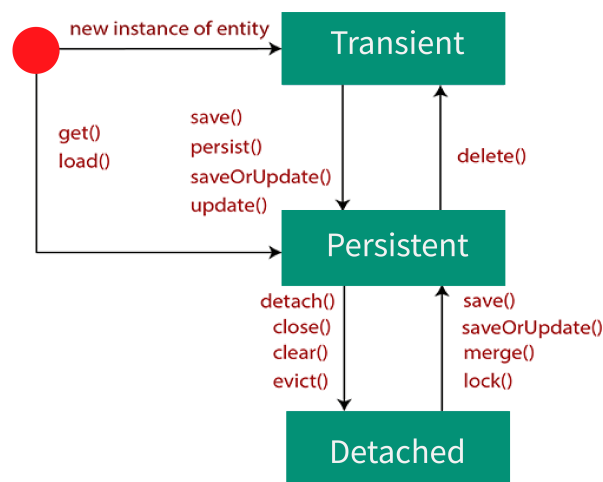 new instance of entity
Transient
get()
load()
save()
persist()
saveOrUpdate()
update()
delete()
Persistent
detach()
close()
clear()
evict()
save()
saveOrUpdate()
merge()
lock()
Detached